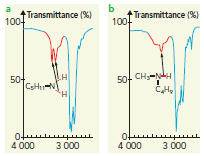 a
Transmittance (%)
100
50
0
4 000
3 000
C₅H₁₁–N
H
H
b
Transmittance (%)
100
50
0
4 000
3 000
CH₃–N–H
C₄H₉